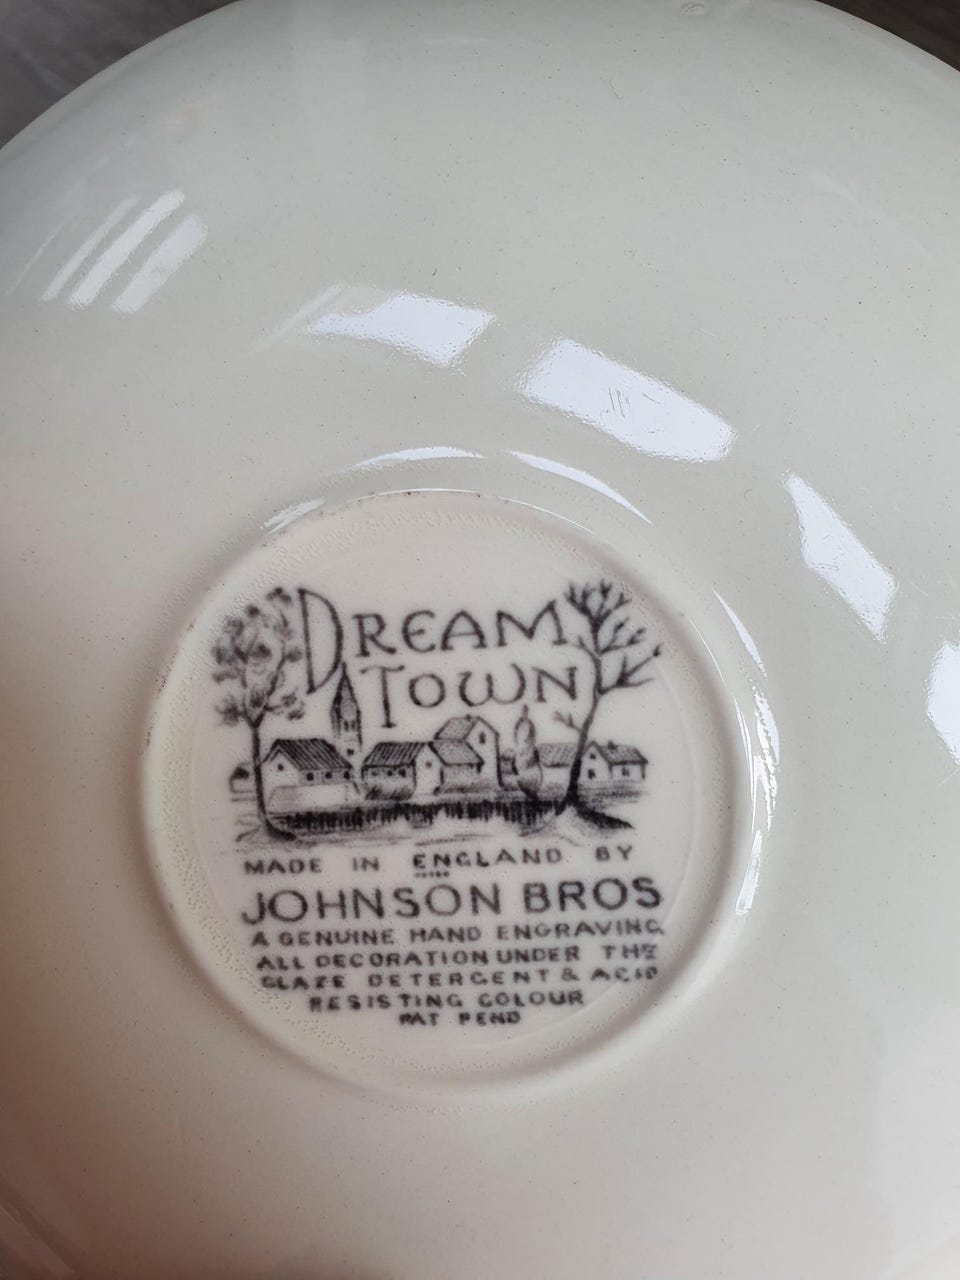 DREAM
TOWN
MADE IN ENGLAND BY
JOHNSON BROS
A GENUINE HAND ENGRAVING
ALL DECORATION UNDER THE
GLAZE DETERGENT & ACID
RESISTING COLOUR
PAT PEND